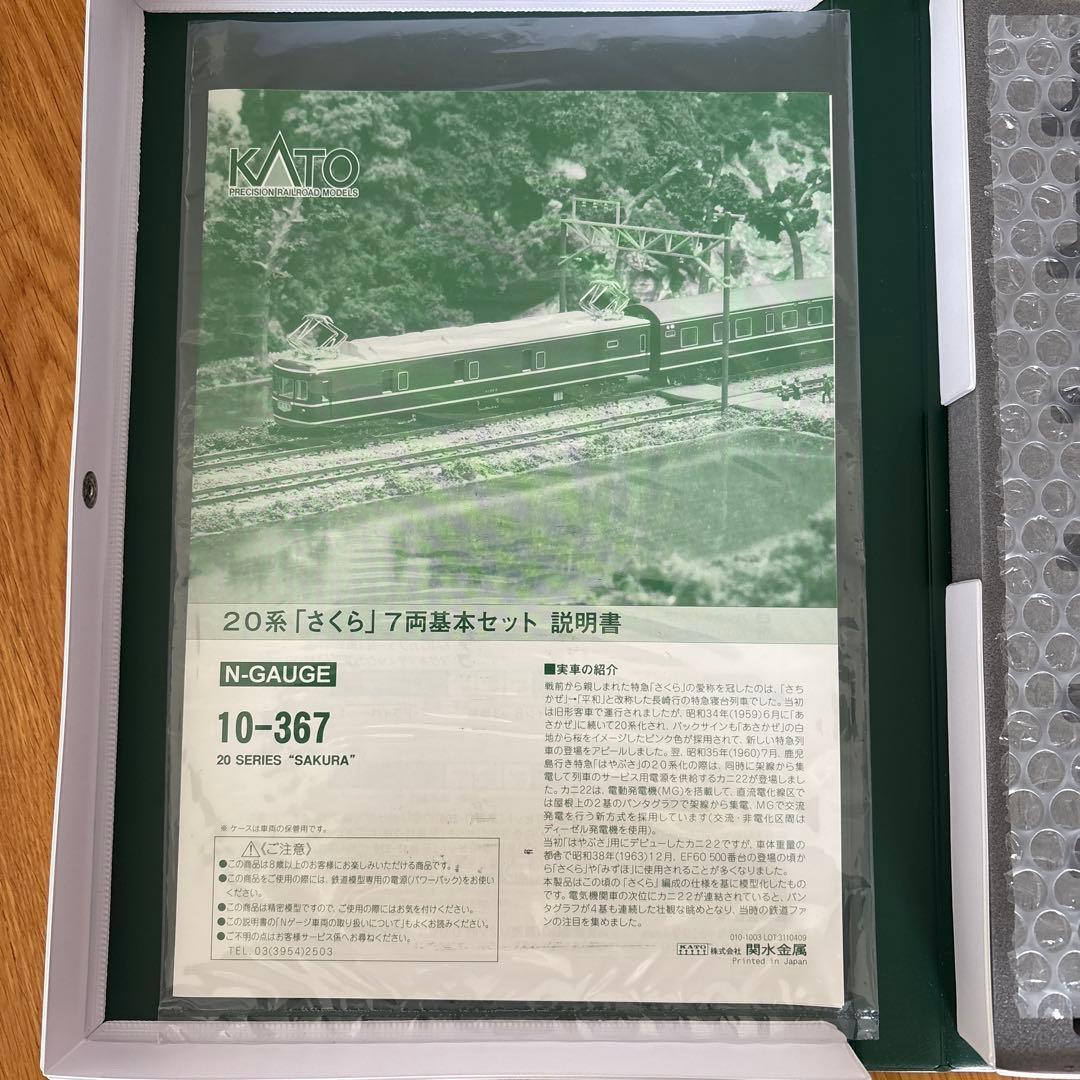 KATO
PRECISION RAILROAD MODELS
20系「さくら」7両基本セット 説明書
N-GAUGE
10-367
20 SERIES "SAKURA"
※ ケースは車両の保管用です。
⚠《ご注意》
●この商品は8歳以上のお客様にお楽しみいただける商品です。
●この商品をご使用の際には、鉄道模型専用の電源(パワーパック)をお使い
ください。
●この商品は精密模型ですので、ご使用の際にはお気を付けください。
●この説明書の「Nゲージ車両の取り扱いについて」もよくお読みください。
●ご不明の点はお客様サービス係へお尋ねください。
TEL. 03(3954)2503
■実車の紹介
戦前から親しまれた特急「さくら」の愛称を冠したのは、「さち
かぜ」→「平和」と改称した長崎行の特急寝台列車でした。当初
は旧形客車で運行されましたが、昭和34年(1959)6月に「あ
さかぜ」に続いて20系化され、バックサインも「あさかぜ」の白
地から桜をイメージしたピンク色が採用されて、新しい特急列
車の登場をアピールしました。翌、昭和35年(1960)7月、鹿児
島行き特急「はやぶさ」の20系化の際は、同時に架線から集
電して列車のサービス用電源を供給するカニ22が登場しまし
た。カニ22は、電動発電機(MG)を搭載して、直流電化線区で
は屋根上の2基のパンタグラフで架線から集電、MGで交流
発電を行う新方式を採用しています(交流・非電化区間は
ディーゼル発電機を使用)。
当初「はやぶさ」用にデビューしたカニ22ですが、車体重量の
都合で昭和38年(1963)12月、EF60 500番台の登場の頃か
ら「さくら」や「みずほ」に使用されることが多くなりました。
本製品はこの頃の「さくら」編成の仕様を基に模型化したもの
です。電気機関車の次位にカニ22が連結されていると、パン
タグラフが4基も連続した壮観な眺めとなり、当時の鉄道ファ
ンの注目を集めました。
010-1003 LOT 3110409
KATO 株式会社 関水金属
Printed in Japan